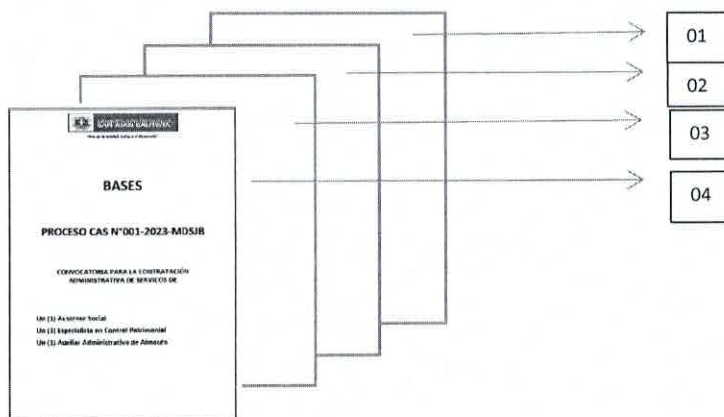 01
02
03
04
BASES
PROCESO CAS N°001-2023-MDSJB
CONVOCATORIA PARA LA CONTRATACIÓN
ADMINISTRATIVA DE SERVICIOS DE
Un (1) Asistente Social
Un (1) Especialista en Control Patrimonial
Un (1) Auxiliar Administrativo de Almacén